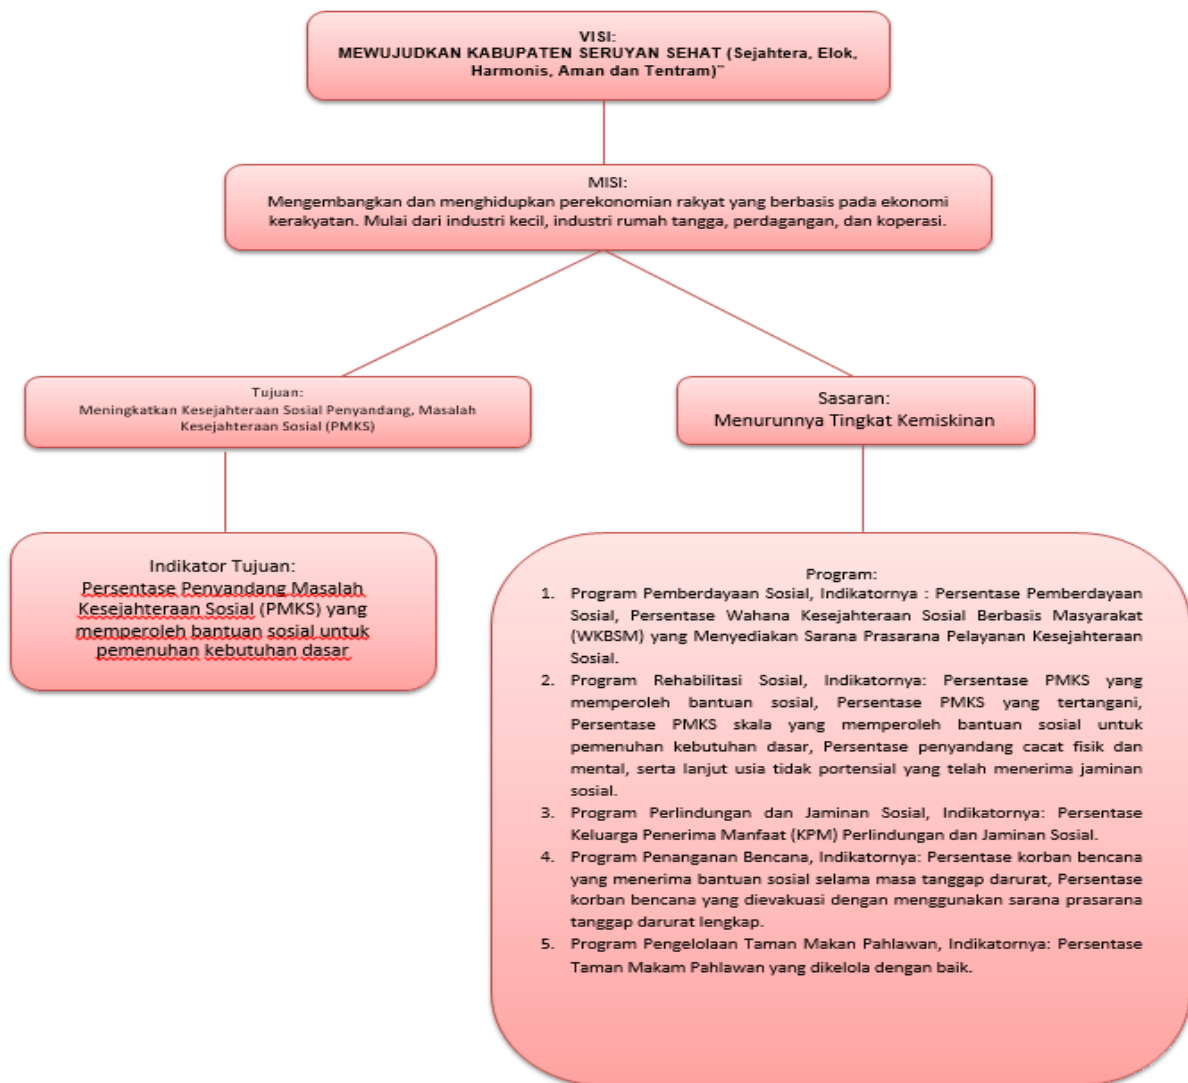 VISI:
MEWUJUDKAN KABUPATEN SERUYAN SEHAT (Sejahtera, Elok,
Harmonis, Aman dan Tentram)"
MISI:
Mengembangkan dan menghidupkan perekonomian rakyat yang berbasis pada ekonomi
kerakyatan. Mulai dari industri kecil, industri rumah tangga, perdagangan, dan koperasi.
Tujuan:
Meningkatkan Kesejahteraan Sosial Penyandang, Masalah
Kesejahteraan Sosial (PMKS)
Sasaran:
Menurunnya Tingkat Kemiskinan
Indikator Tujuan:
Persentase Penyandang Masalah
Kesejahteraan Sosial (PMKS) yang
memperoleh bantuan sosial untuk
pemenuhan kebutuhan dasar
Program:
1. Program Pemberdayaan Sosial, Indikatornya : Persentase Pemberdayaan
Sosial, Persentase Wahana Kesejahteraan Sosial Berbasis Masyarakat
(WKBSM) yang Menyediakan Sarana Prasarana Pelayanan Kesejahteraan
Sosial.
2. Program Rehabilitasi Sosial, Indikatornya: Persentase PMKS yang
memperoleh bantuan sosial, Persentase PMKS yang tertangani,
Persentase PMKS skala yang memperoleh bantuan sosial untuk
pemenuhan kebutuhan dasar, Persentase penyandang cacat fisik dan
mental, serta lanjut usia tidak portensial yang telah menerima jaminan
sosial.
3. Program Perlindungan dan Jaminan Sosial, Indikatornya: Persentase
Keluarga Penerima Manfaat (KPM) Perlindungan dan Jaminan Sosial.
4. Program Penanganan Bencana, Indikatornya: Persentase korban bencana
yang menerima bantuan sosial selama masa tanggap darurat, Persentase
korban bencana yang dievakuasi dengan menggunakan sarana prasarana
tanggap darurat lengkap.
5. Program Pengelolaan Taman Makan Pahlawan, Indikatornya: Persentase
Taman Makam Pahlawan yang dikelola dengan baik.